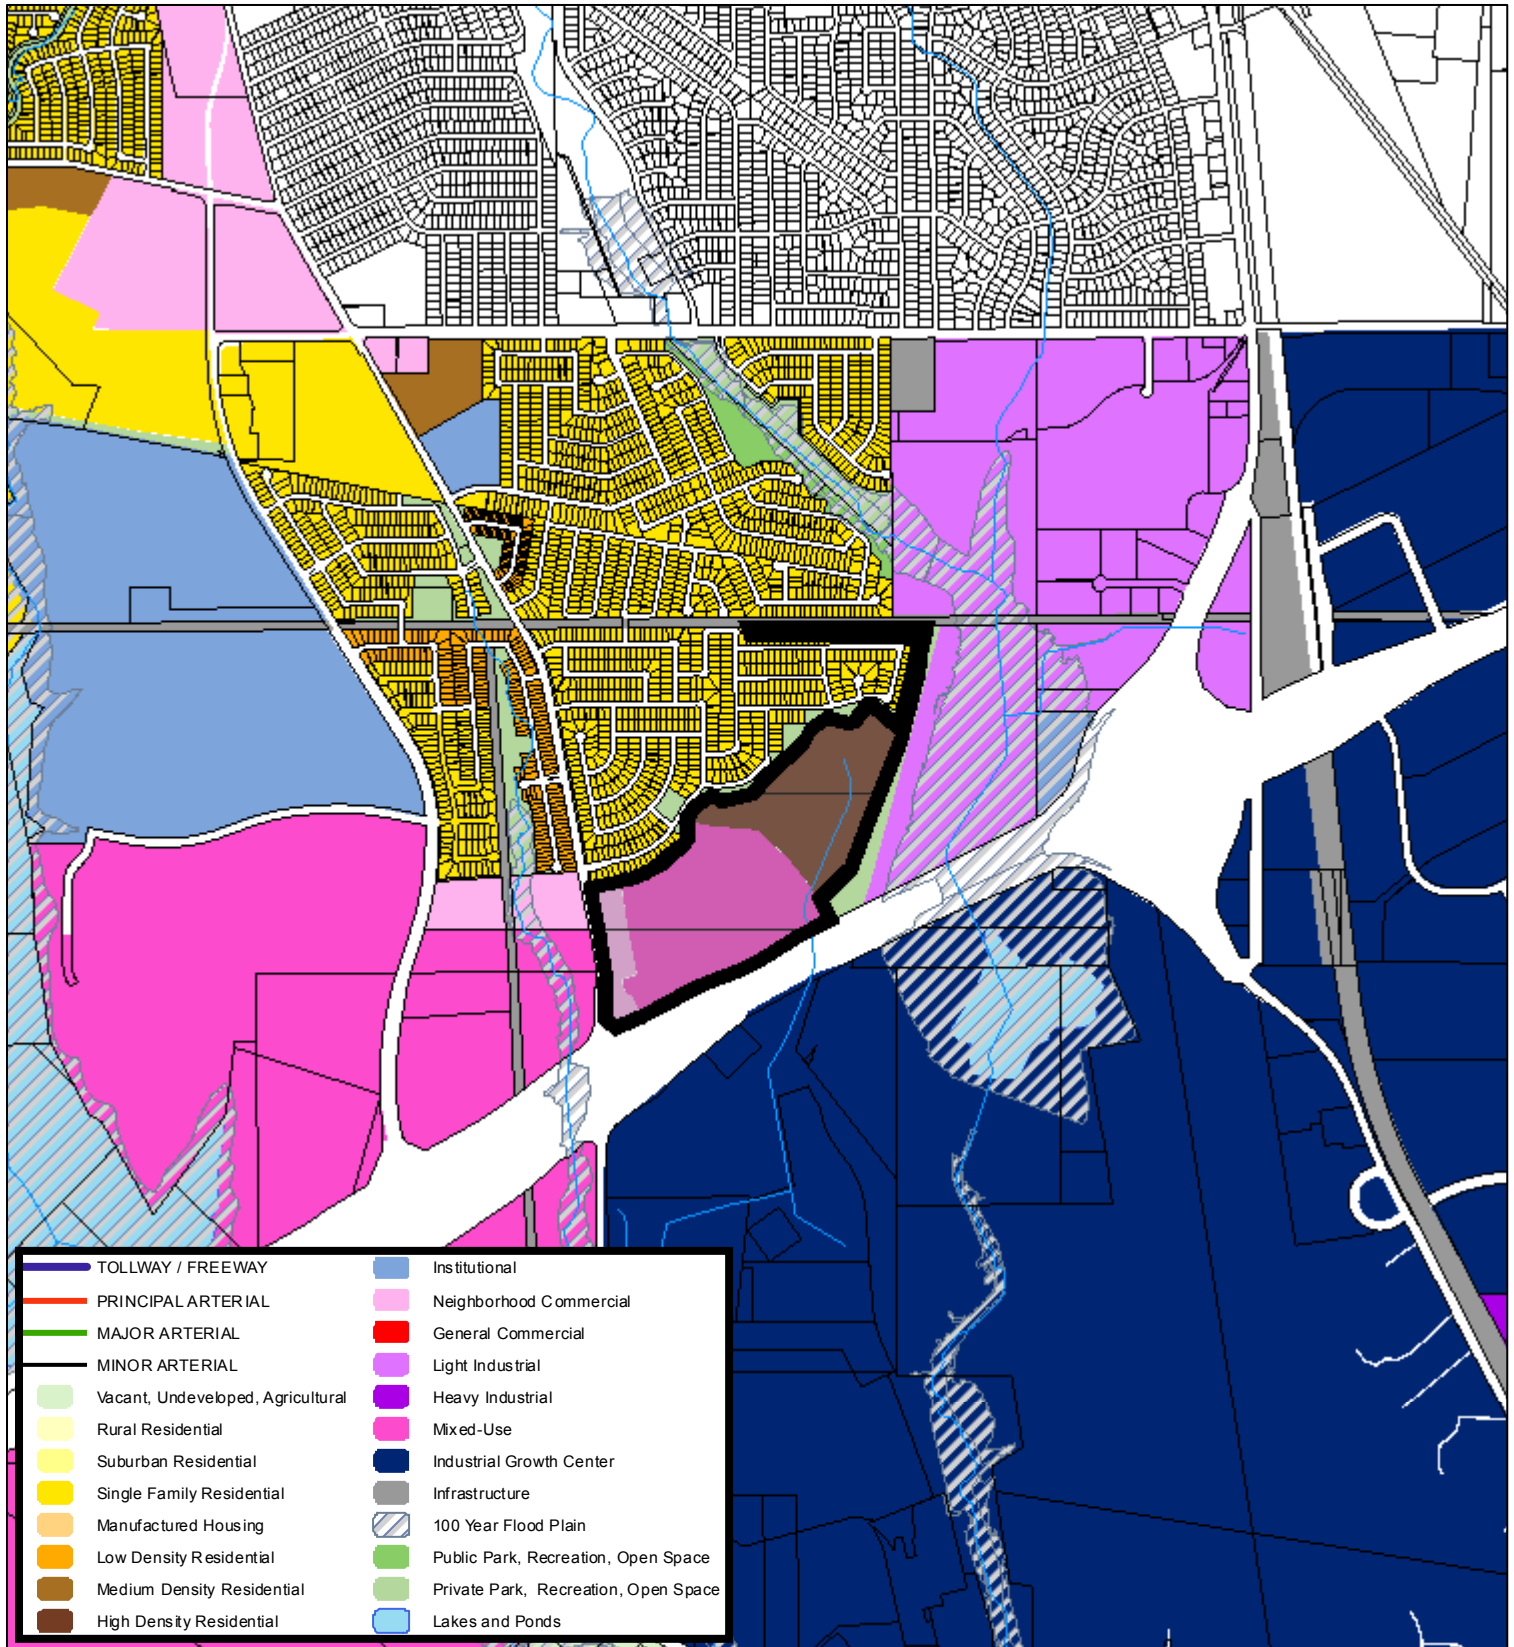 TOLLWAY / FREEWAY
PRINCIPAL ARTERIAL
MAJOR ARTERIAL
MINOR ARTERIAL
Vacant, Undeveloped, Agricultural
Rural Residential
Suburban Residential
Single Family Residential
Manufactured Housing
Low Density Residential
Medium Density Residential
High Density Residential
Institutional
Neighborhood Commercial
General Commercial
Light Industrial
Heavy Industrial
Mixed-Use
Industrial Growth Center
Infrastructure
100 Year Flood Plain
Public Park, Recreation, Open Space
Private Park, Recreation, Open Space
Lakes and Ponds